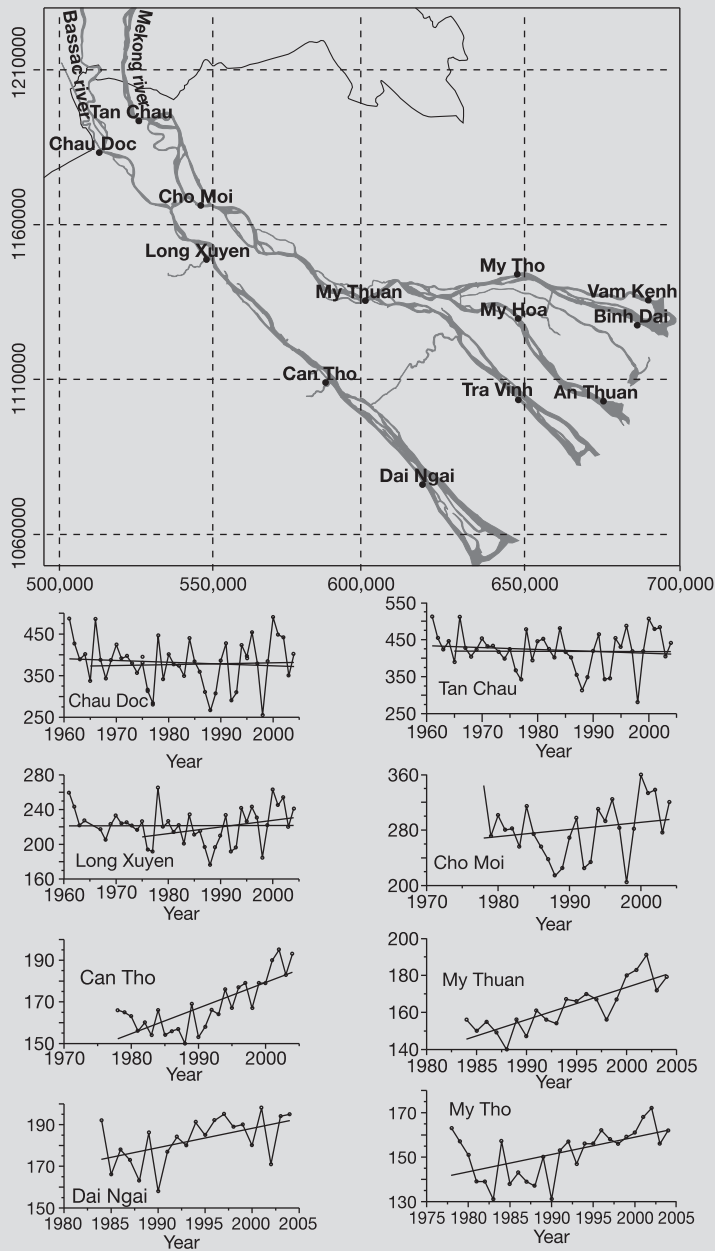 Bassac river
Mekong river
1210000
Tan Chau
Chau Doc
Cho Moi
1160000
Long Xuyen
My Tho
My Thuan
Vam Kenh
My Hoa
Binh Dai
1110000
Can Tho
Tra Vinh
An Thuan
Dai Ngai
1060000
500,000 550,000 600,000 650,000 700,000
450
350
250
Chau Doc
1960 1970 1980 1990 2000
Year
550
450
350
250
Tan Chau
1960 1970 1980 1990 2000
Year
280
240
200
160
Long Xuyen
1960 1970 1980 1990 2000
Year
360
280
200
Cho Moi
1970 1980 1990 2000
Year
190
170
150
Can Tho
1970 1980 1990 2000
Year
200
180
160
140
My Thuan
1980 1985 1990 1995 2000 2005
Year
190
170
150
Dai Ngai
1980 1985 1990 1995 2000 2005
Year
170
150
130
My Tho
1975 1980 1985 1990 1995 2000 2005
Year